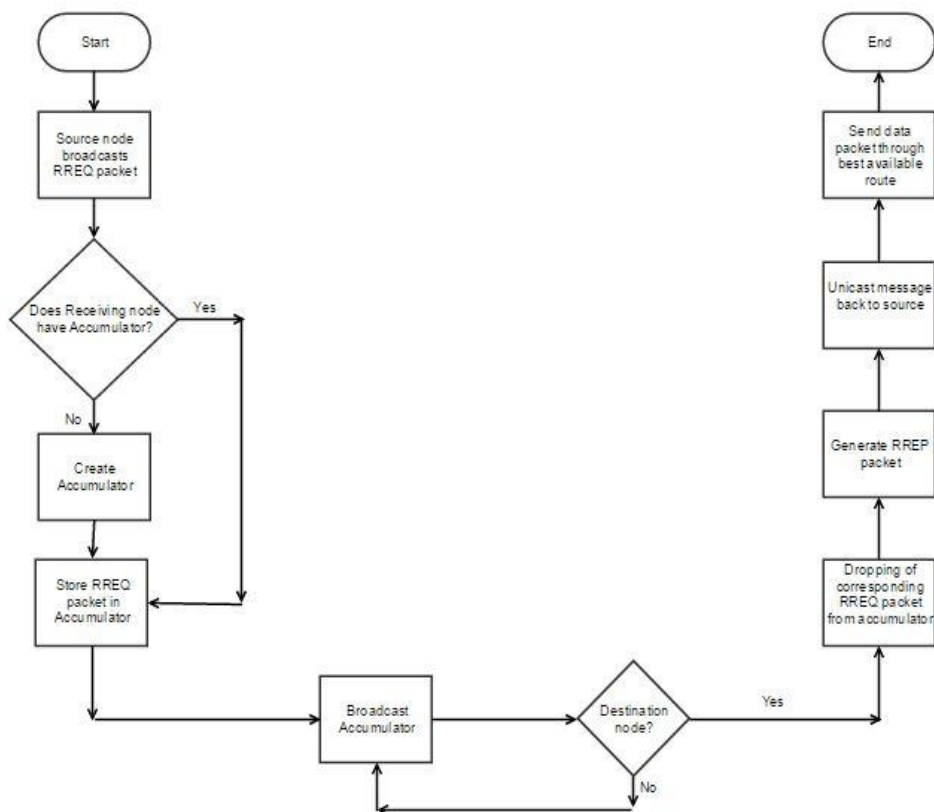 Start
Source node
broadcasts
RREQ packet
Does Receiving node
have Accumulator?
Yes
No
Create
Accumulator
Store RREQ
packet in
Accumulator
Broadcast
Accumulator
Destination
node?
No
Yes
Dropping of
corresponding
RREQ packet
from accumulator
Generate RREP
packet
Unicast message
back to source
Send data
packet through
best available
route
End